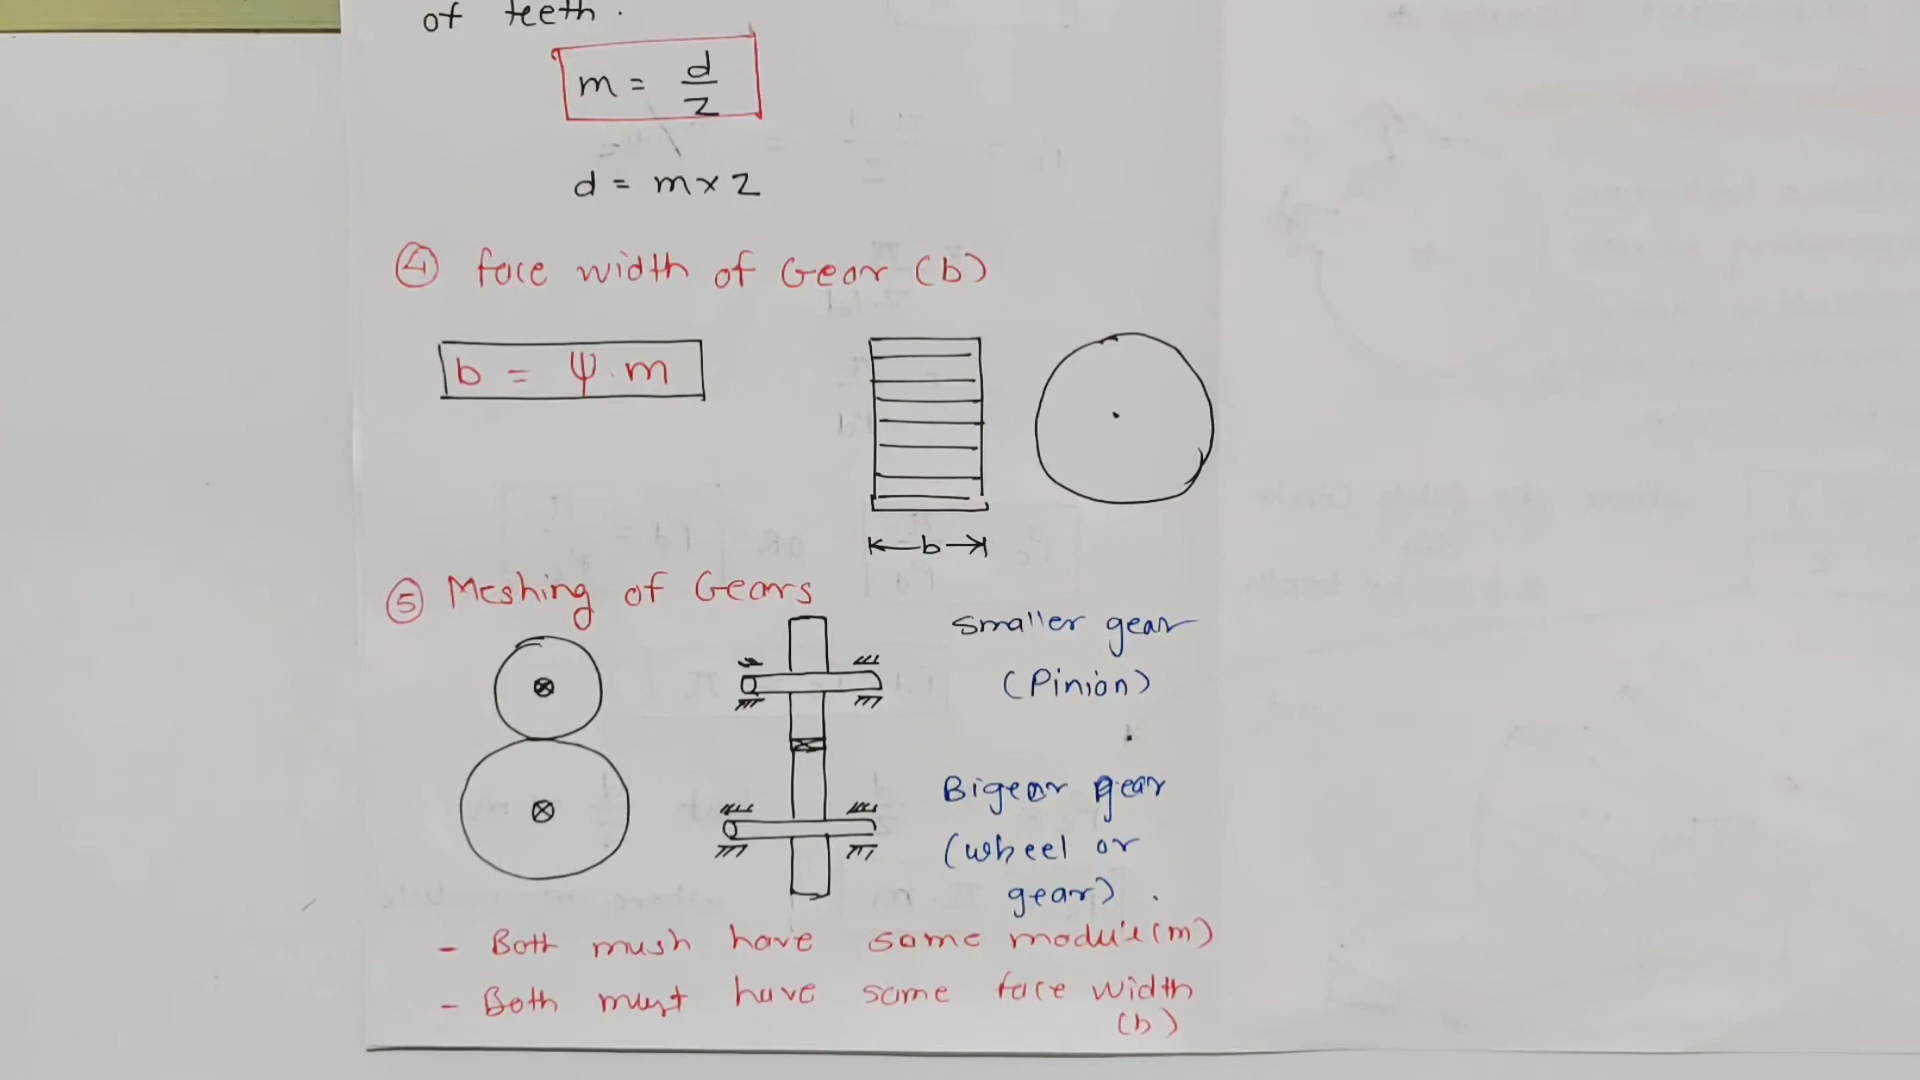 of teeth.
m = d/z
d = m × z
④ face width of Gear (b)
b = ψ. m
b
⑤ Meshing of Gears
Smaller gear
(Pinion)
Bigeor gear
(wheel or
gear).
- Both mush have same module (m)
- Both must have same face width
(b)